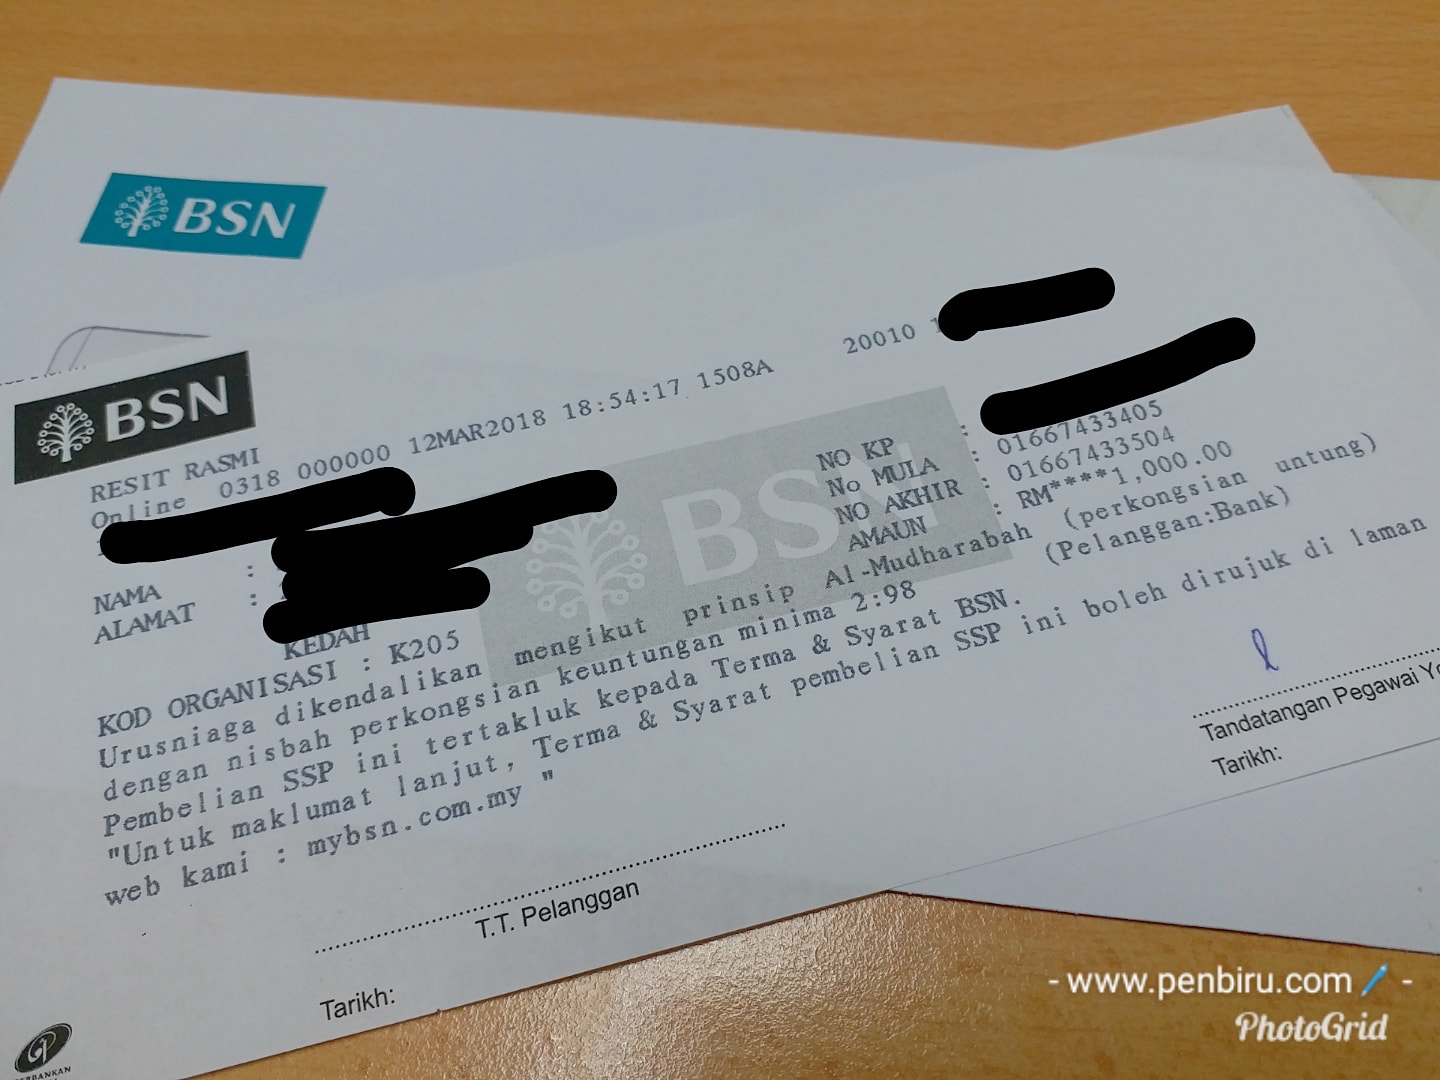 BSN
BSN
RESIT RASMI
Online 0318 000000 12MAR2018 18:54:17 1508A 20010
NO KP :
No MULA : 01667433405
NO AKHIR : 01667433504
AMAUN : RM****1,000.00
NAMA :
ALAMAT :
KEDAH
KOD ORGANISASI : K205
BSN
Urusniaga dikendalikan mengikut prinsip Al-Mudharabah (perkongsian untung)
dengan nisbah perkongsian keuntungan minima 2:98 (Pelanggan:Bank)
Pembelian SSP ini tertakluk kepada Terma & Syarat BSN.
"Untuk maklumat lanjut, Terma & Syarat pembelian SSP ini boleh dirujuk di laman
web kami : mybsn.com.my "
Tandatangan Pegawai
Tarikh:
T.T. Pelanggan
Tarikh:
- www.penbiru.com -
PhotoGrid